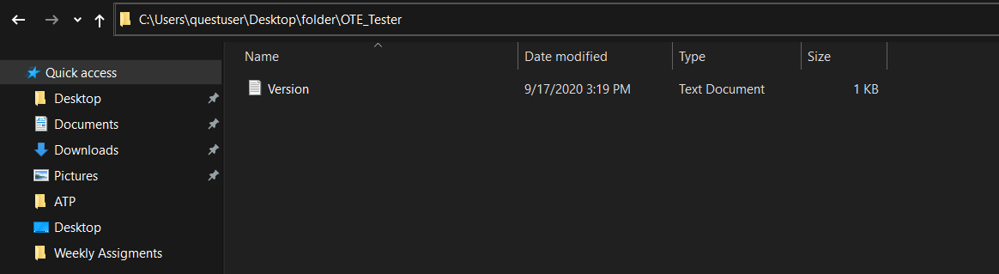 C:\Users\questuser\Desktop\folder\OTE_Tester
Name Date modified Type Size
Quick access
Version 9/17/2020 3:19 PM Text Document 1 KB
Desktop
Documents
Downloads
Pictures
ATP
Desktop
Weekly Assigments